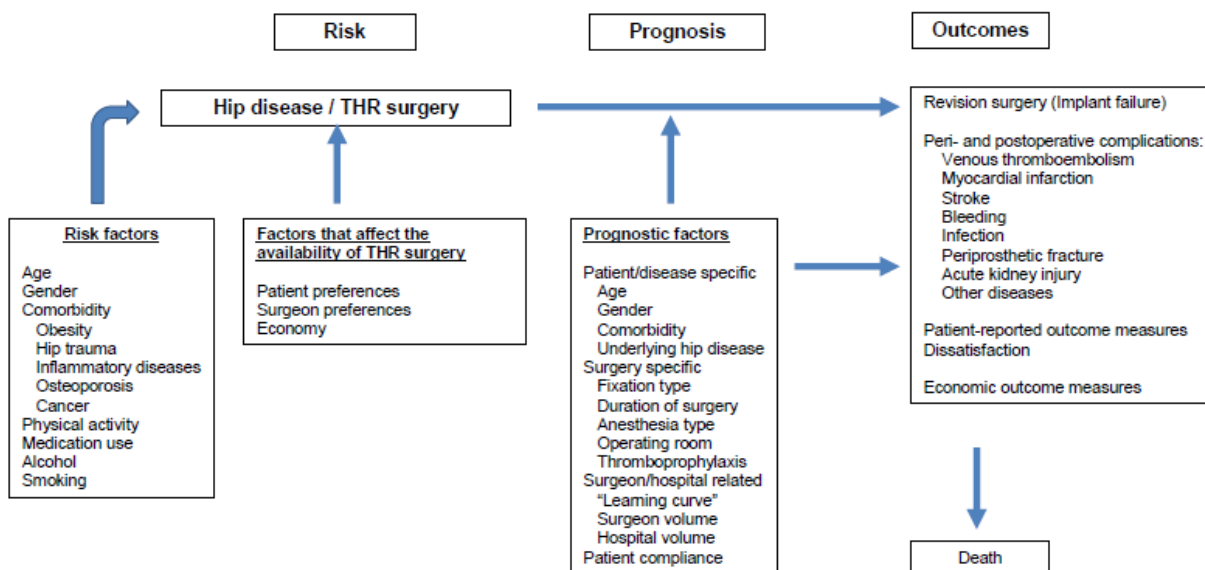 Risk
Prognosis
Outcomes
Hip disease / THR surgery
Risk factors
Age
Gender
Comorbidity
Obesity
Hip trauma
Inflammatory diseases
Osteoporosis
Cancer
Physical activity
Medication use
Alcohol
Smoking
Factors that affect the
availability of THR surgery
Patient preferences
Surgeon preferences
Economy
Prognostic factors
Patient/disease specific
Age
Gender
Comorbidity
Underlying hip disease
Surgery specific
Fixation type
Duration of surgery
Anesthesia type
Operating room
Thromboprophylaxis
Surgeon/hospital related
“Learning curve”
Surgeon volume
Hospital volume
Patient compliance
Revision surgery (Implant failure)
Peri- and postoperative complications:
Venous thromboembolism
Myocardial infarction
Stroke
Bleeding
Infection
Periprosthetic fracture
Acute kidney injury
Other diseases
Patient-reported outcome measures
Dissatisfaction
Economic outcome measures
Death